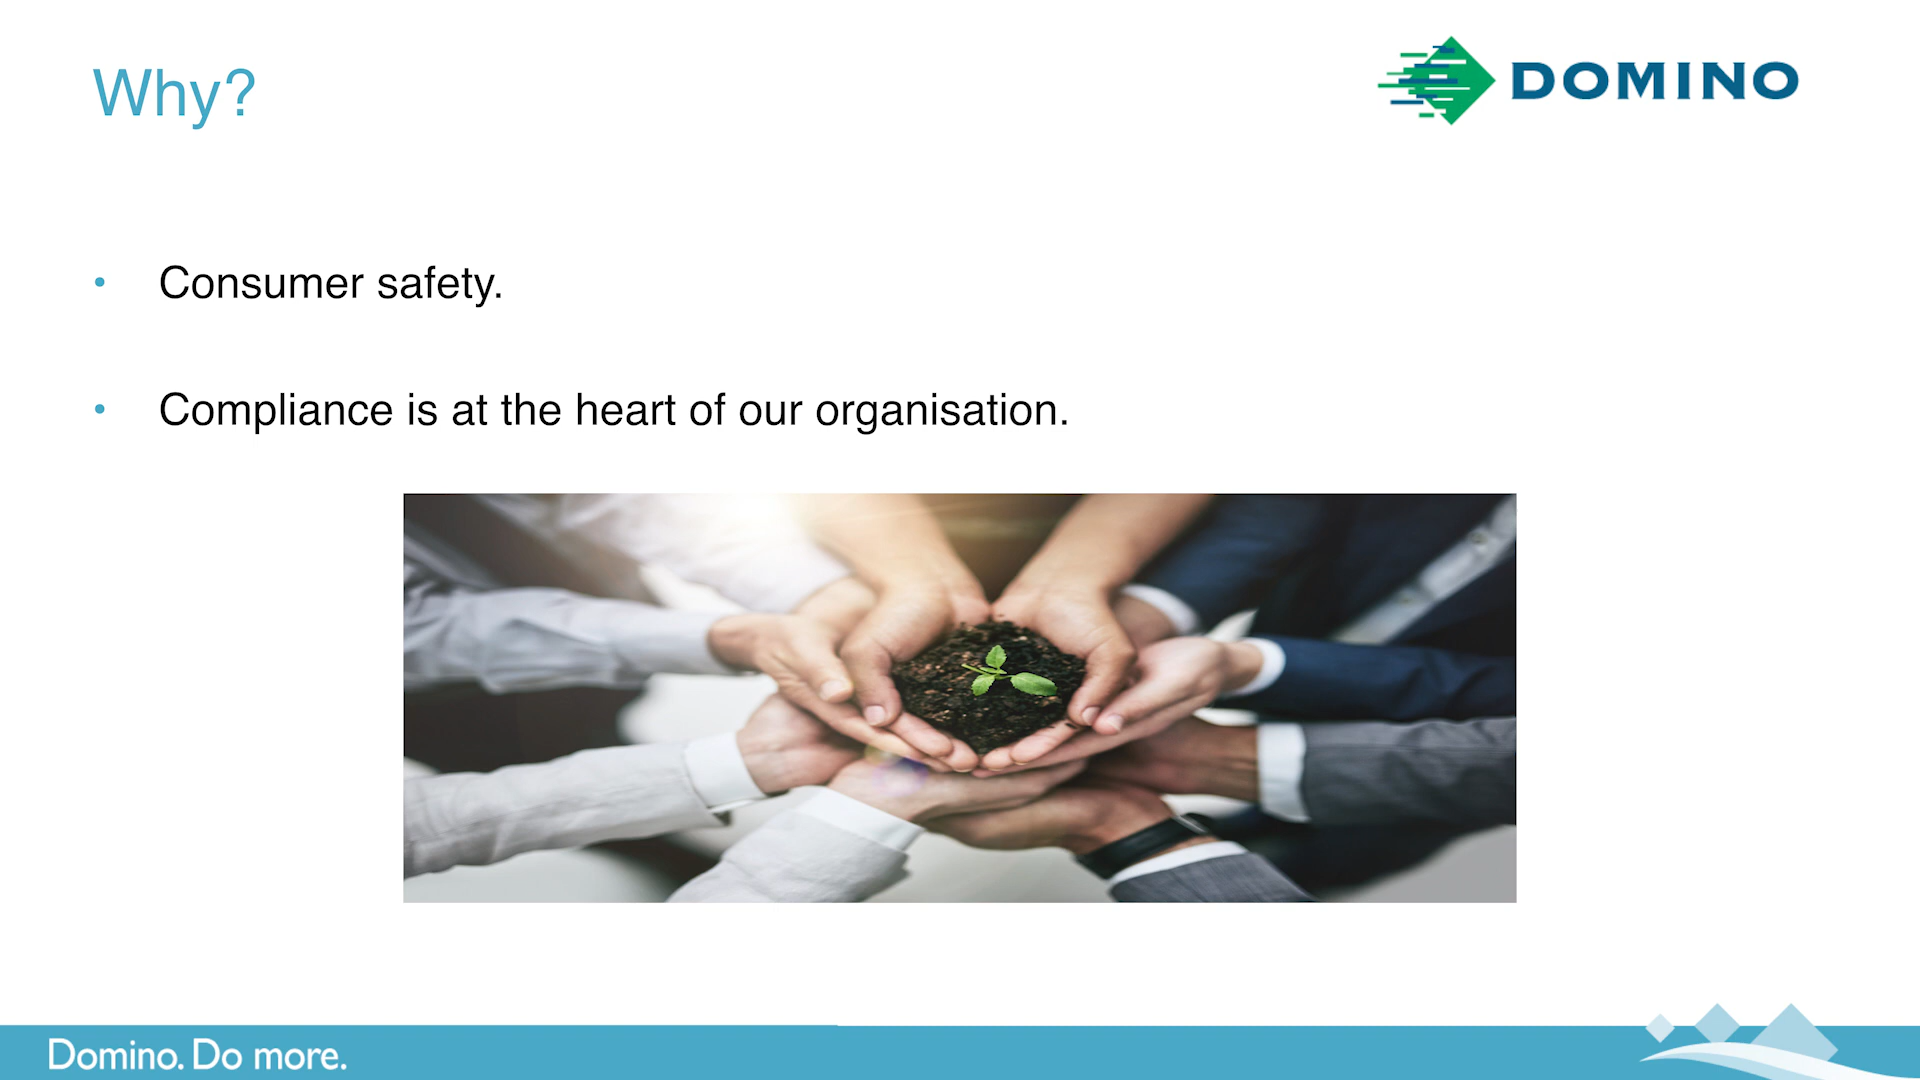 Why?
DOMINO
• Consumer safety.
• Compliance is at the heart of our organisation.
Domino. Do more.